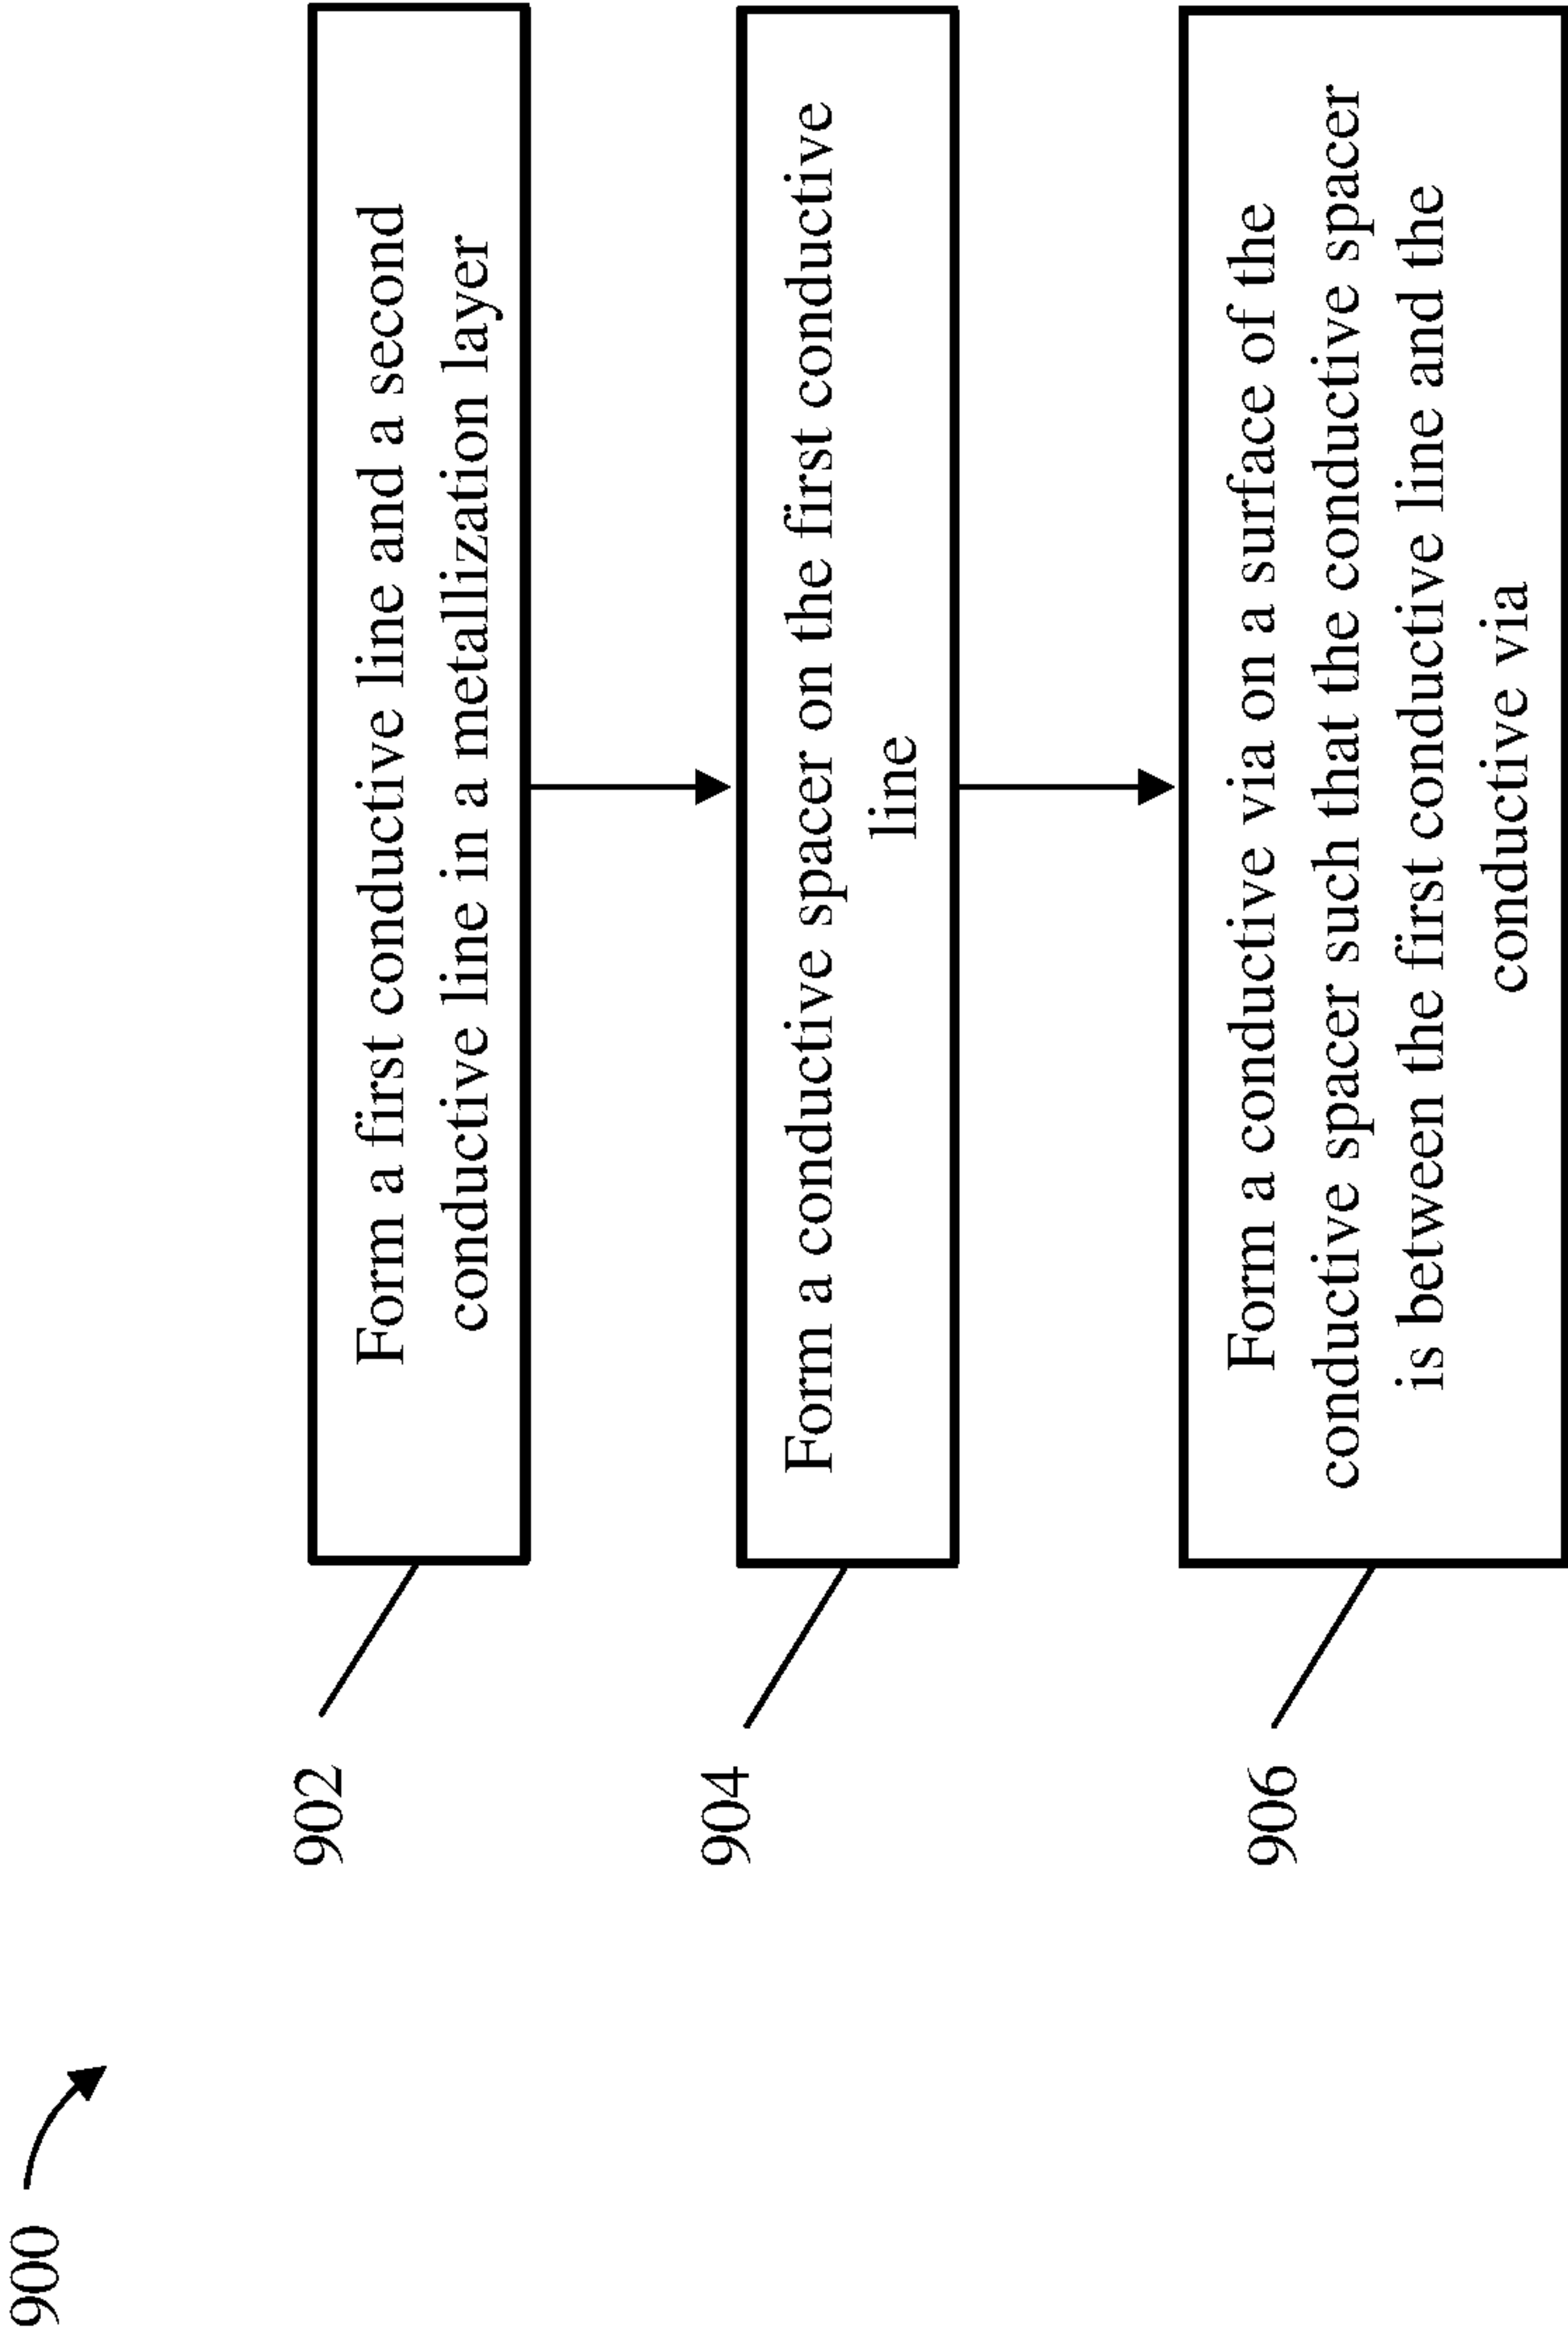 900
902
Form a first conductive line and a second
conductive line in a metallization layer
904
Form a conductive spacer on the first conductive
line
906
Form a conductive via on a surface of the
conductive spacer such that the conductive spacer
is between the first conductive line and the
conductive via